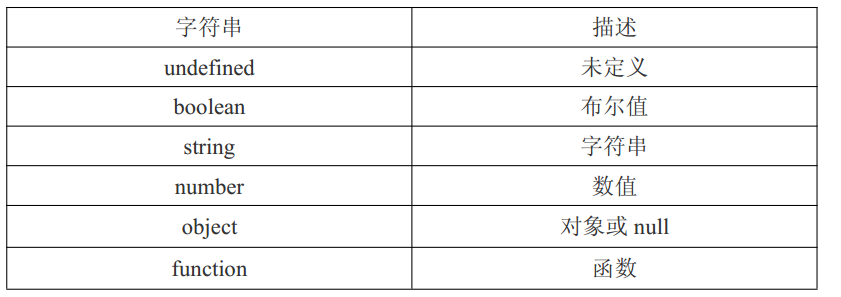 字符串 描述
undefined 未定义
boolean 布尔值
string 字符串
number 数值
object 对象或 null
function 函数